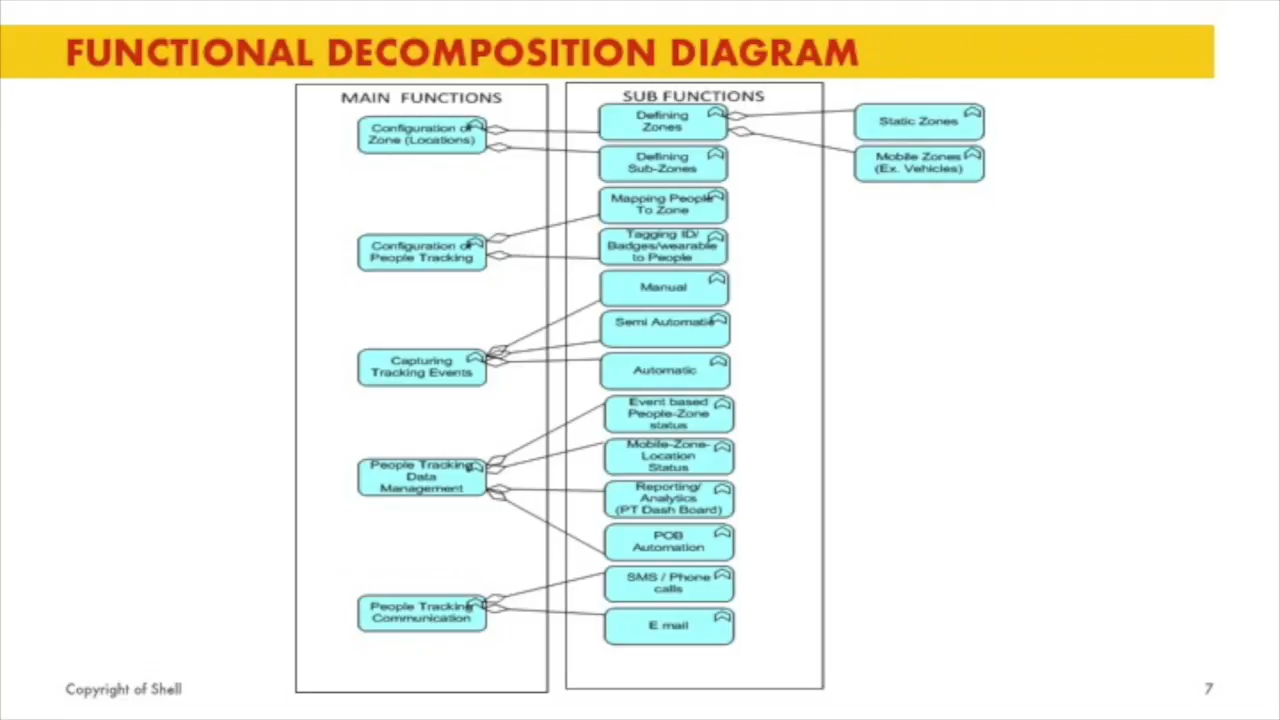 FUNCTIONAL DECOMPOSITION DIAGRAM
MAIN FUNCTIONS
Configuration of
Zone (Locations)
Configuration of
People Tracking
Capturing
Tracking Events
People Tracking
Data
Management
People Tracking
Communication
SUB FUNCTIONS
Defining
Zones
Defining
Sub-Zones
Mapping People
To Zone
Tagging ID/
Badges/wearable
to People
Manual
Semi Automatic
Automatic
Event based
People-Zone
status
Mobile-Zone-
Location
Status
Reporting/
Analytics
(PT Dash Board)
POB
Automation
SMS / Phone
calls
E mail
Static Zones
Mobile Zones
(Ex. Vehicles)
Copyright of Shell
7